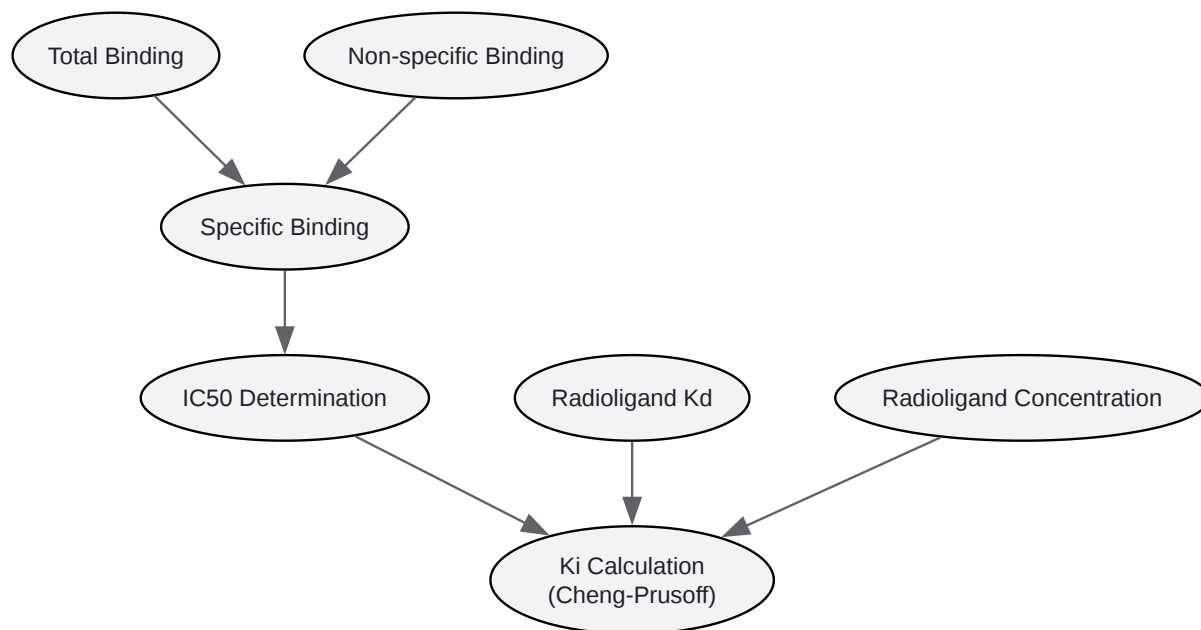 Total Binding
Non-specific Binding
Specific Binding
IC50 Determination
Radioligand Kd
Radioligand Concentration
Ki Calculation
(Cheng-Prusoff)